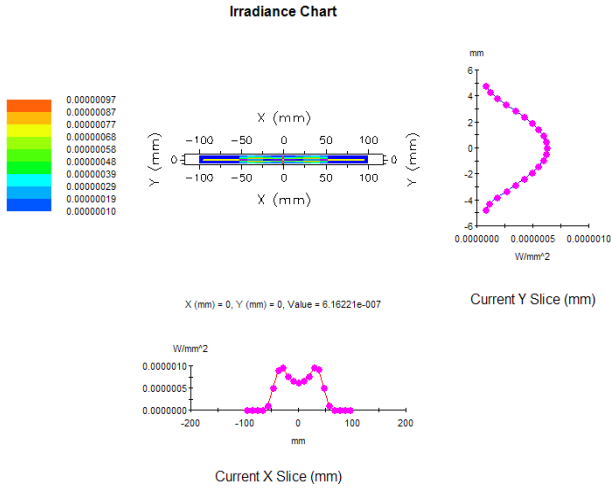 Irradiance Chart
mm
6
4
2
0
-2
-4
-6
0.0000000 0.0000005 0.0000010
W/mm^2
Current Y Slice (mm)
0.00000097
0.00000087
0.00000077
0.00000068
0.00000058
0.00000048
0.00000039
0.00000029
0.00000019
0.00000010
X (mm)
-100 -50 0 50 100
Y (mm) 0 0 Y (mm)
-100 -50 0 50 100
X (mm)
X (mm) = 0, Y (mm) = 0, Value = 6.16221e-007
W/mm^2
0.0000010
0.0000005
0.0000000
-200 -100 0 100 200
mm
Current X Slice (mm)